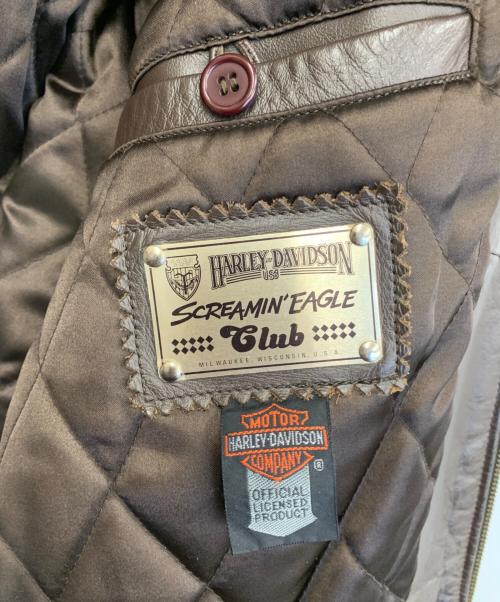 HARLEY-DAVIDSON
USA
SCREAMIN' EAGLE
Club
MILWAUKEE, WISCONSIN, U.S.A.
MOTOR
HARLEY-DAVIDSON
COMPANY
®
OFFICIAL
LICENSED
PRODUCT